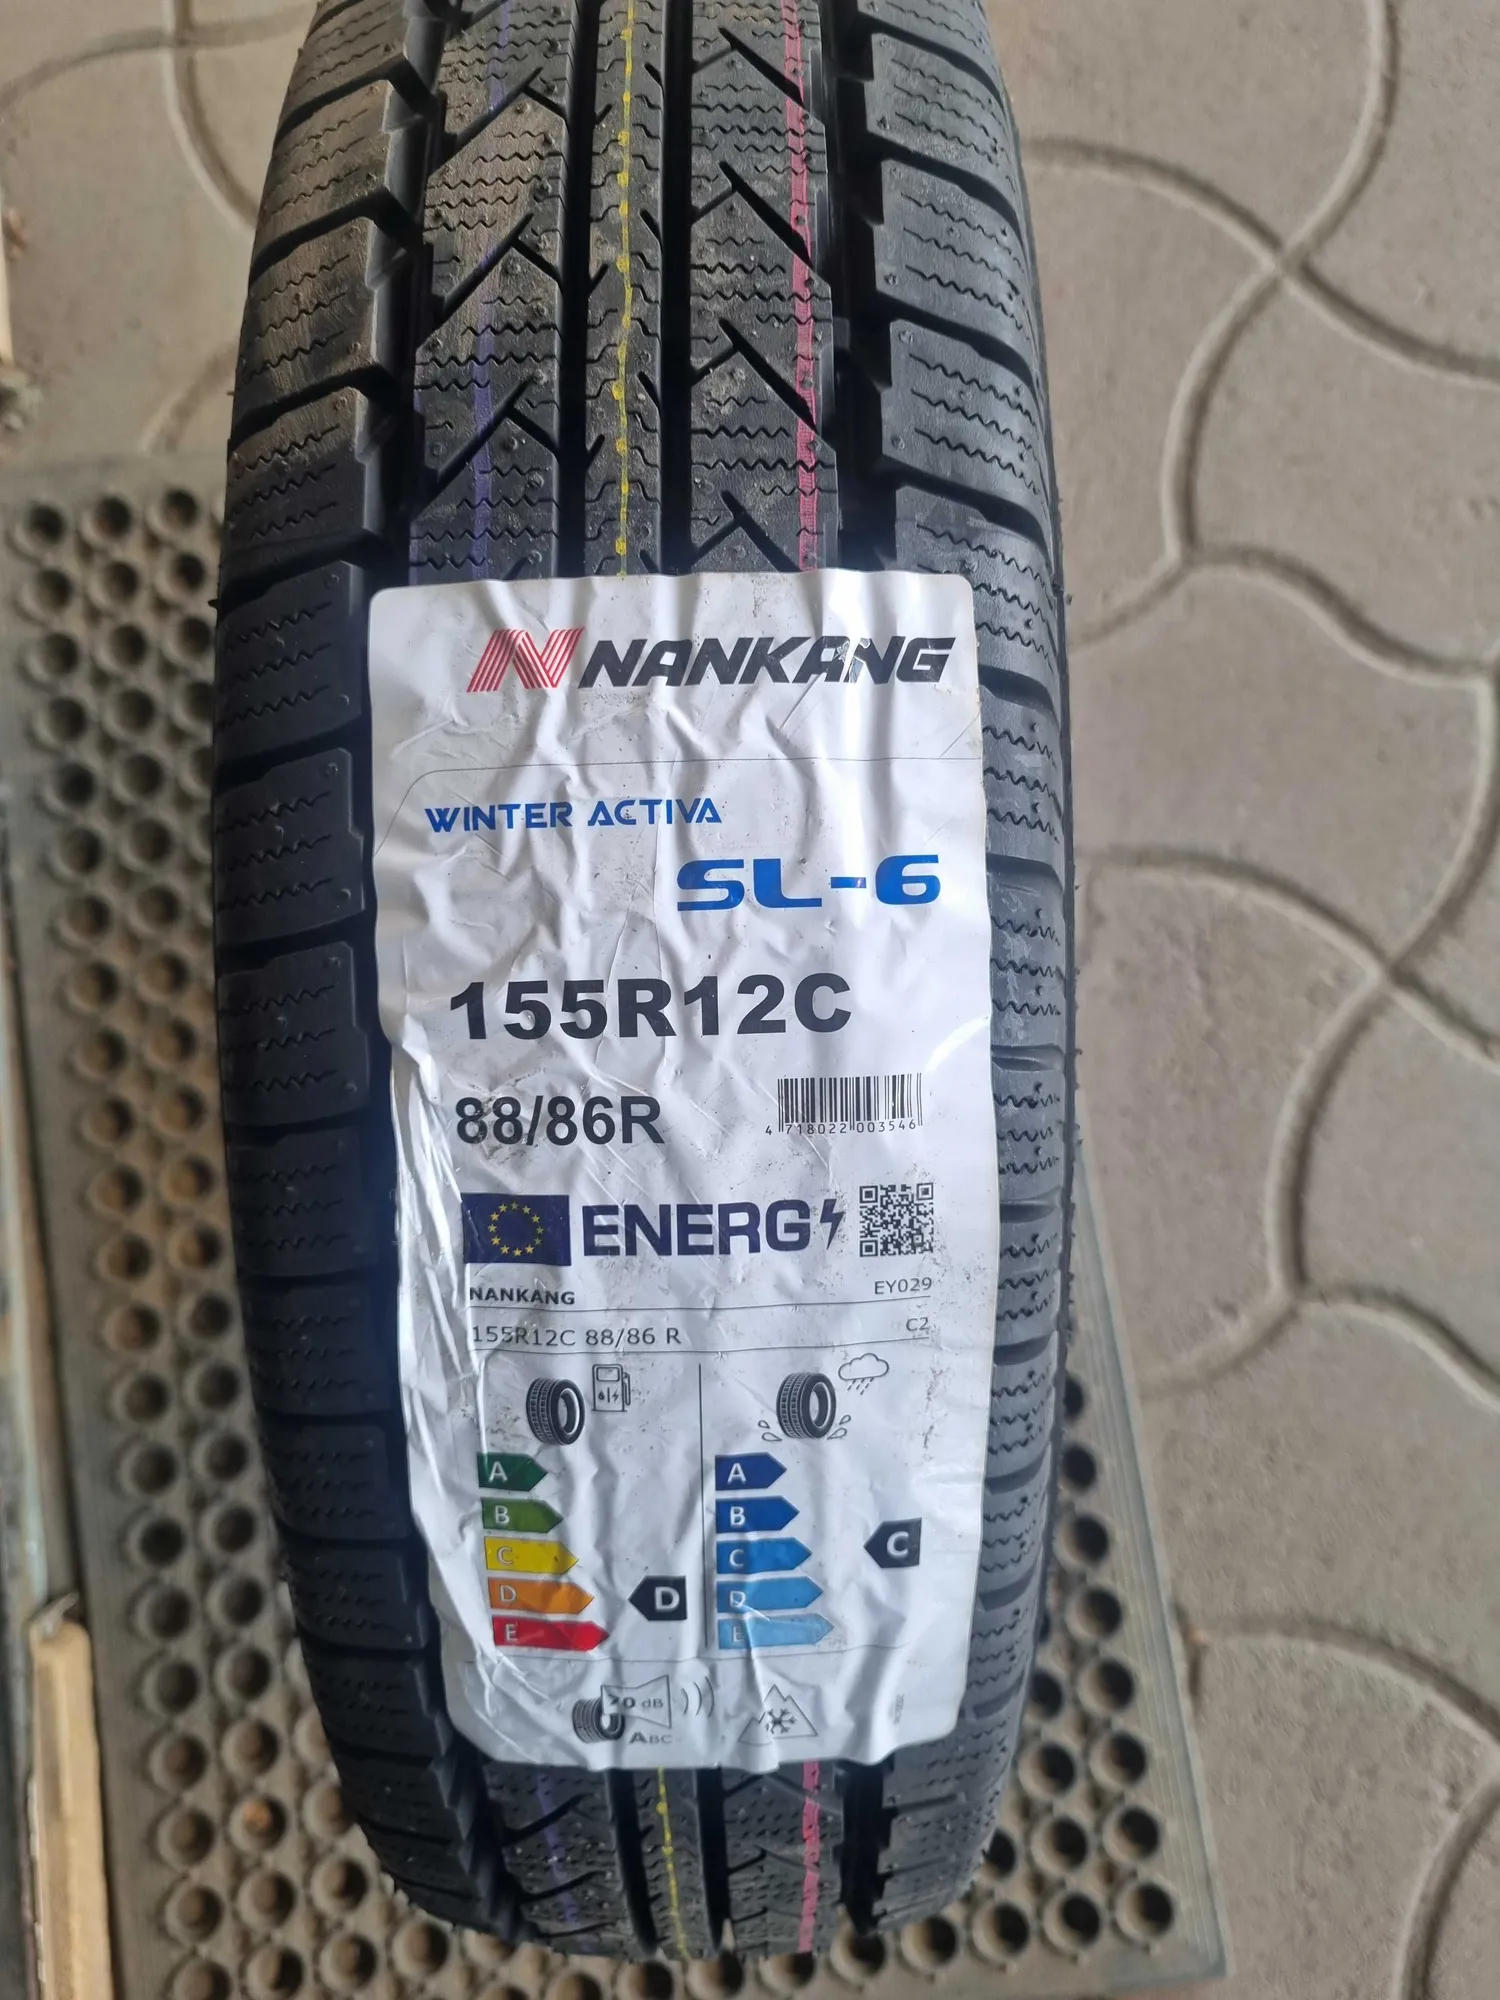 NANKANG
WINTER ACTIVA
SL-6
155R12C
88/86R
4 718022 003546
ENERG
NANKANG EY029
155R12C 88/86 R C2
A A
B B
C C C
D D D
E E
70 dB
ABC